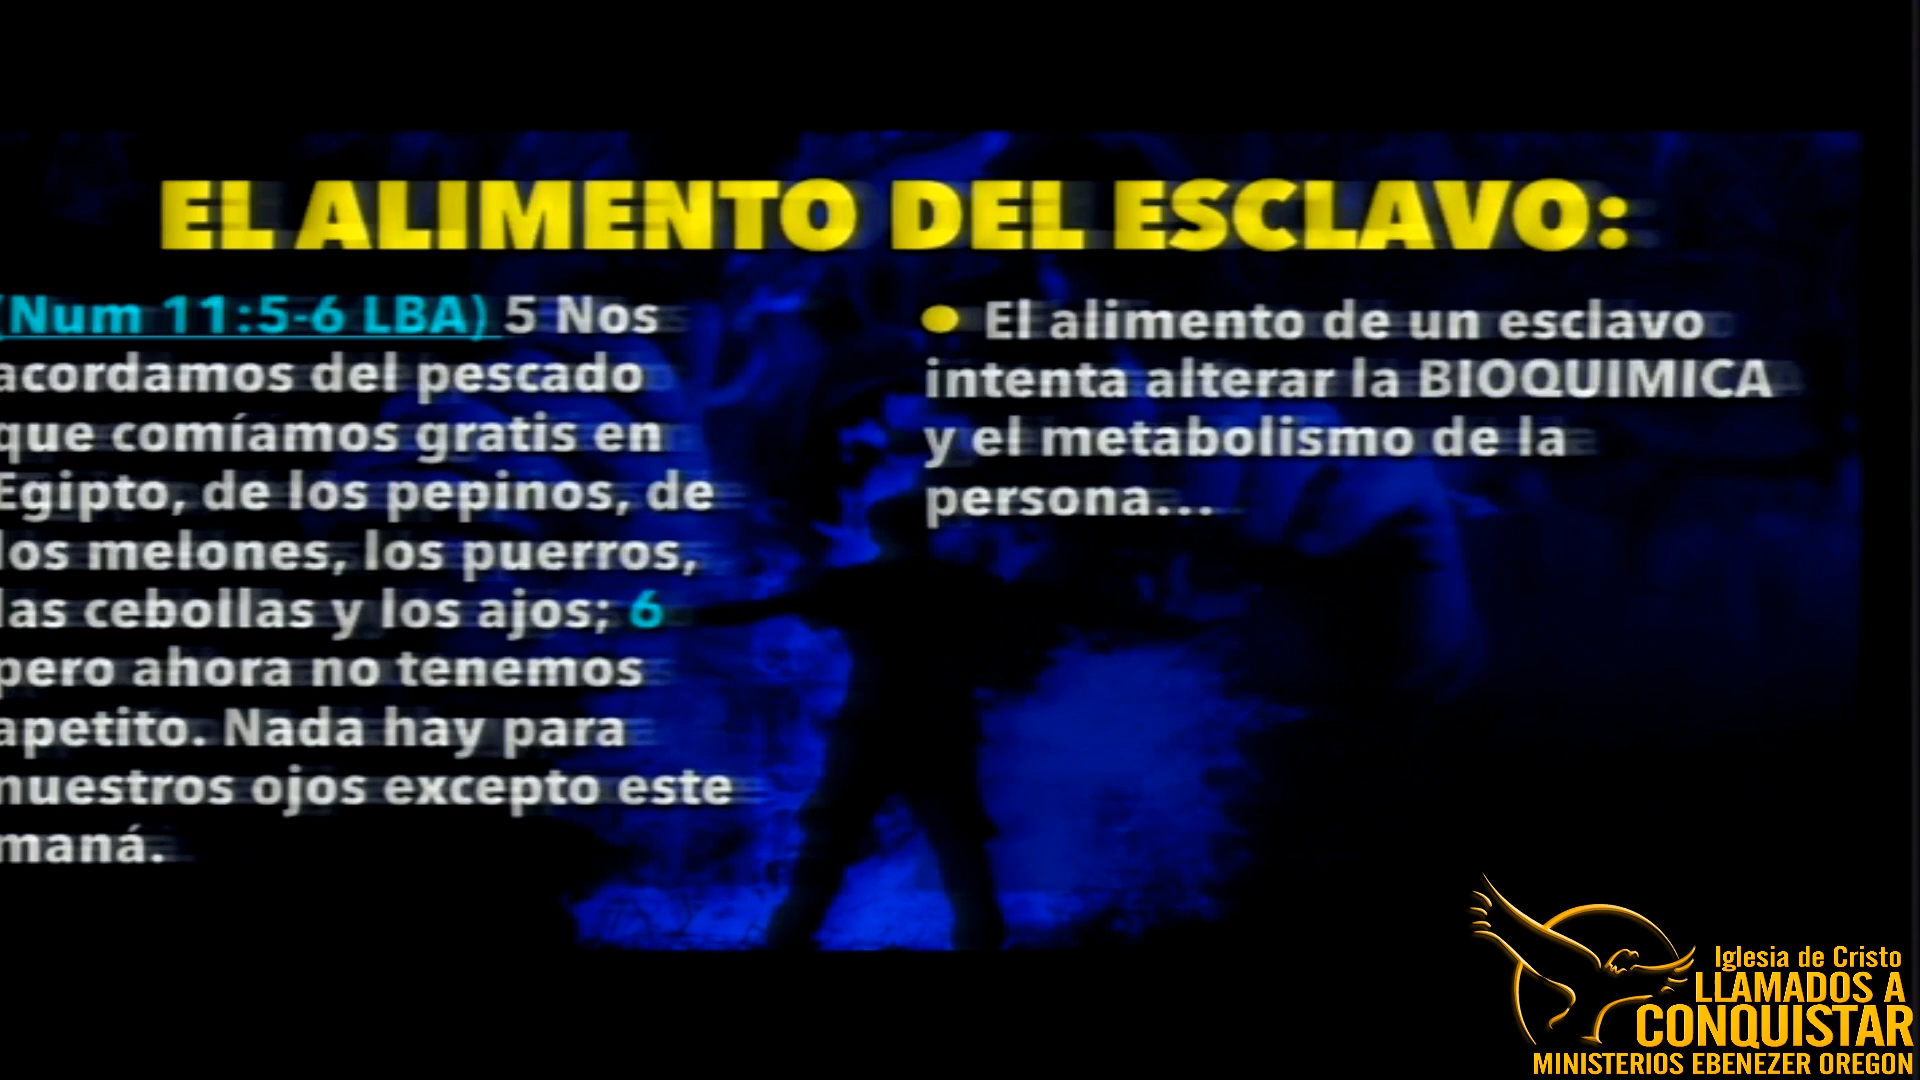 EL ALIMENTO DEL ESCLAVO:
(Num 11:5-6 LBA) 5 Nos
acordamos del pescado
que comíamos gratis en
Egipto, de los pepinos, de
los melones, los puerros,
las cebollas y los ajos; 6
pero ahora no tenemos
apetito. Nada hay para
nuestros ojos excepto este
maná.
● El alimento de un esclavo
intenta alterar la BIOQUIMICA
y el metabolismo de la
persona...
Iglesia de Cristo
LLAMADOS A
CONQUISTAR
MINISTERIOS EBENEZER OREGON